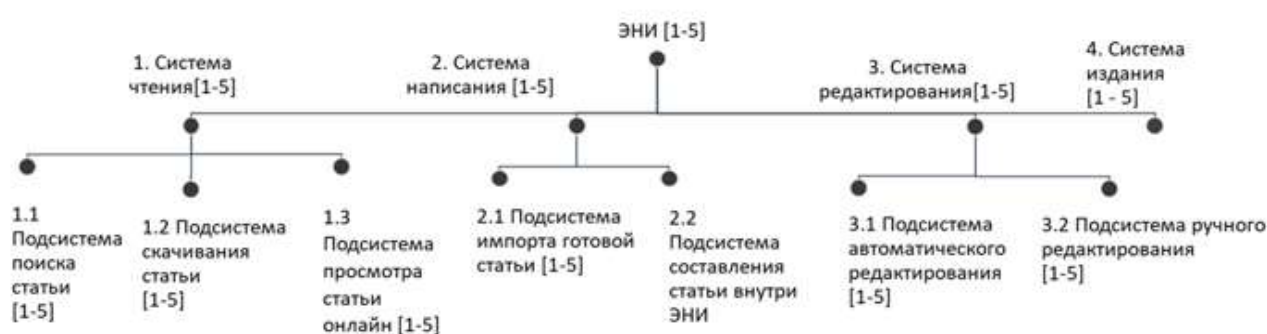 ЭНИ [1-5]
1. Система
чтения[1-5]
2. Система
написания [1-5]
3. Система
редактирования[1-5]
4. Система
издания
[1 - 5]
1.1
Подсистема
поиска
статьи
[1-5]
1.2 Подсистема
скачивания
статьи
[1-5]
1.3
Подсистема
просмотра
статьи
онлайн [1-5]
2.1 Подсистема
импорта готовой
статьи [1-5]
2.2
Подсистема
составления
статьи внутри
ЭНИ
3.1 Подсистема
автоматического
редактирования
[1-5]
3.2 Подсистема ручного
редактирования
[1-5]